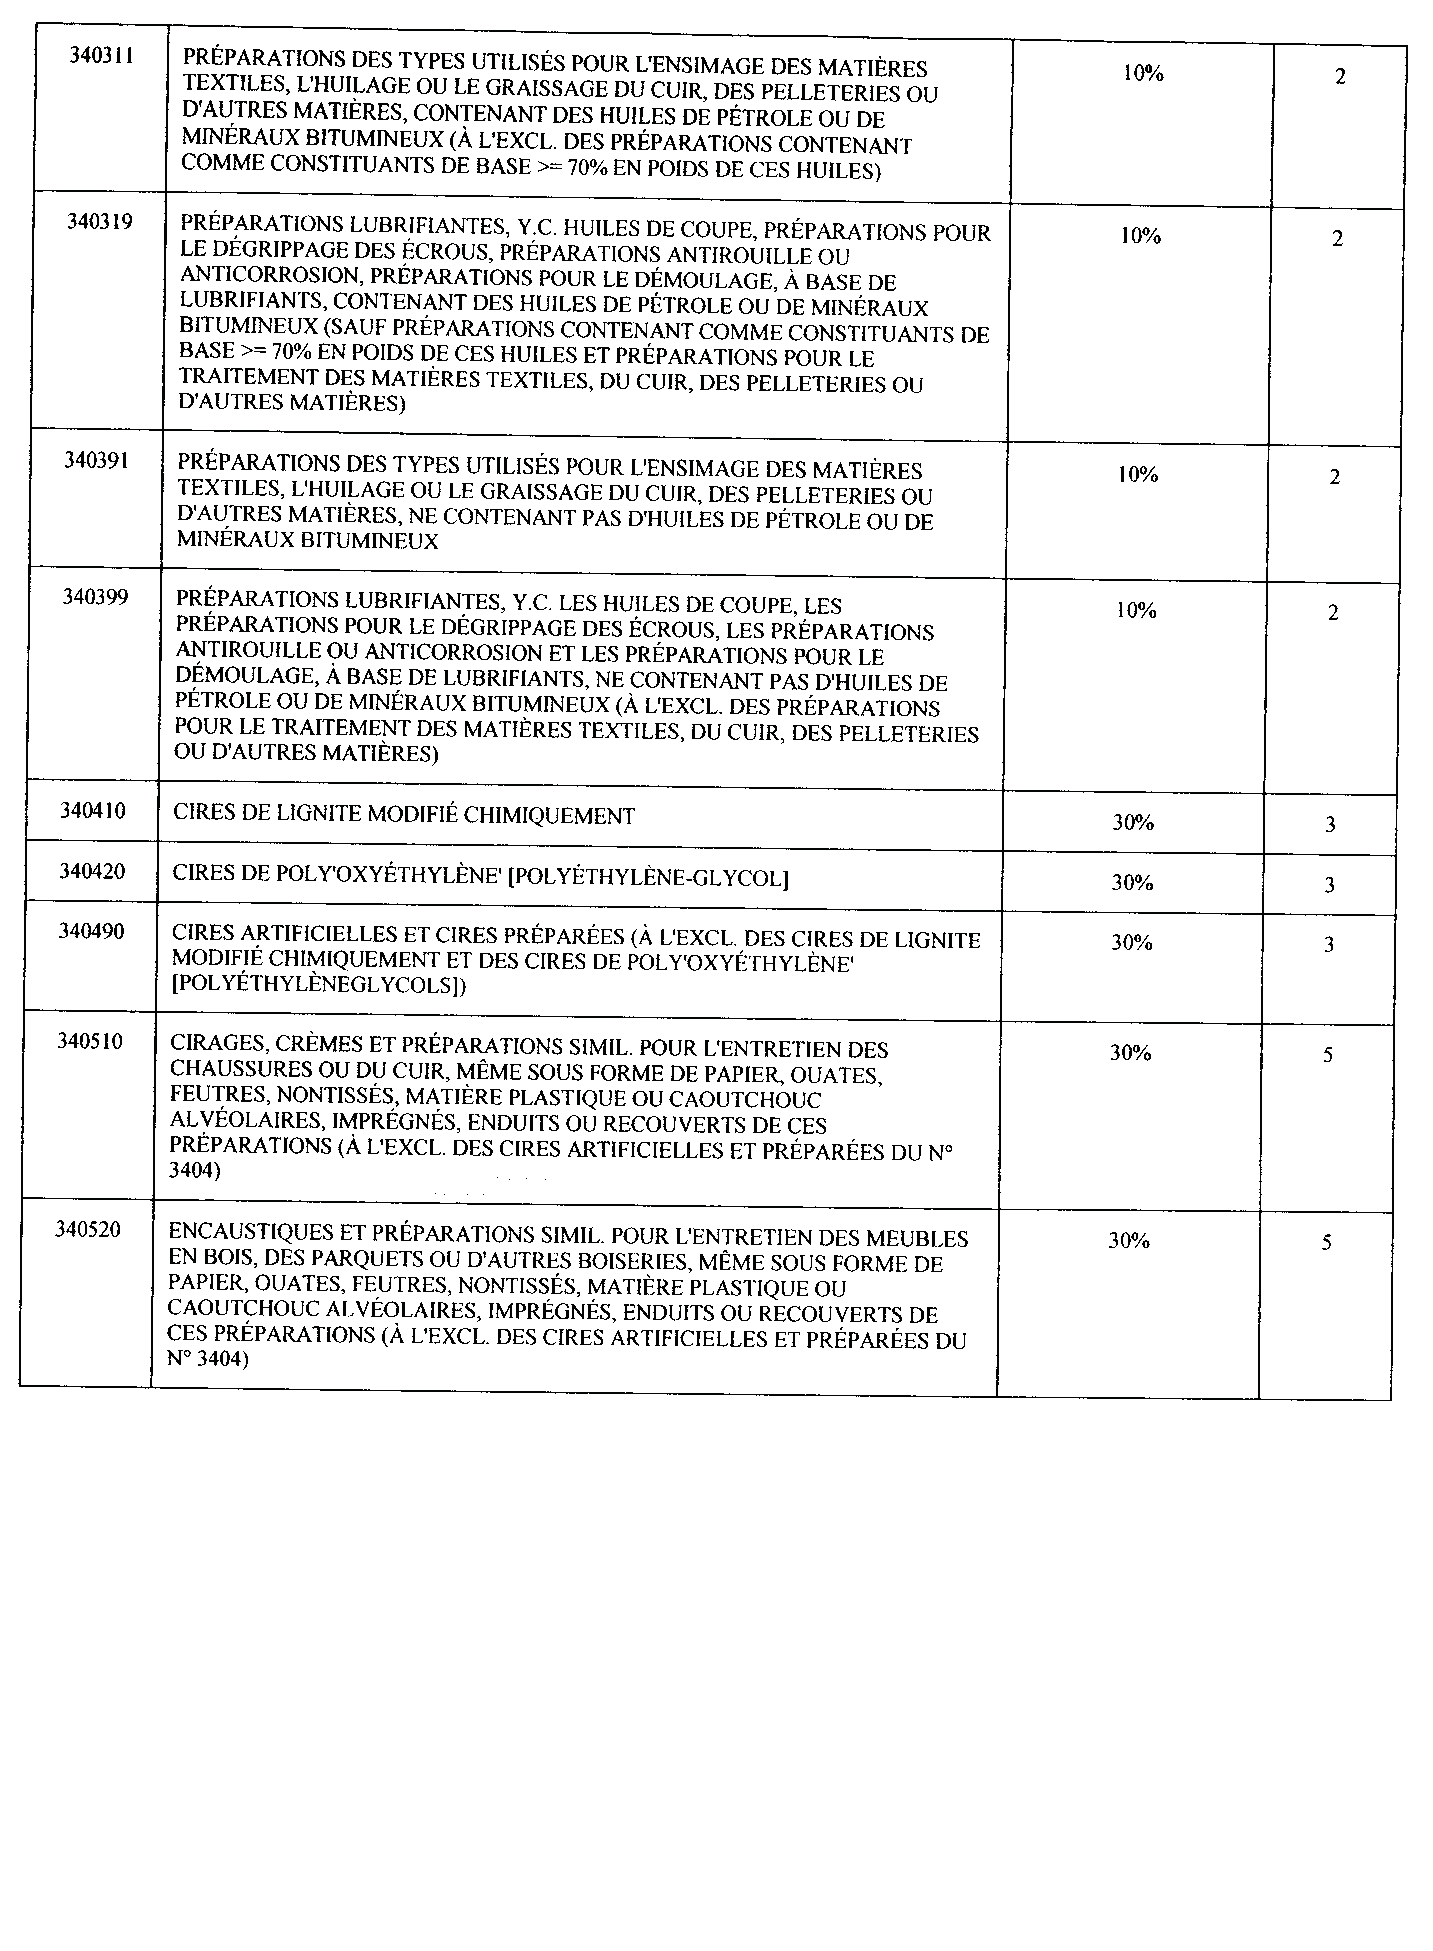 340311 PRÉPARATIONS DES TYPES UTILISÉS POUR L'ENSIMAGE DES MATIÈRES 10% 2
TEXTILES, L'HUILAGE OU LE GRAISSAGE DU CUIR, DES PELLETERIES OU
D'AUTRES MATIÈRES, CONTENANT DES HUILES DE PÉTROLE OU DE
MINÉRAUX BITUMINEUX (À L'EXCL. DES PRÉPARATIONS CONTENANT
COMME CONSTITUANTS DE BASE >= 70% EN POIDS DE CES HUILES)
340319 PRÉPARATIONS LUBRIFIANTES, Y.C. HUILES DE COUPE, PRÉPARATIONS POUR 10% 2
LE DÉGRIPPAGE DES ÉCROUS, PRÉPARATIONS ANTIROUILLE OU
ANTICORROSION, PRÉPARATIONS POUR LE DÉMOULAGE, À BASE DE
LUBRIFIANTS, CONTENANT DES HUILES DE PÉTROLE OU DE MINÉRAUX
BITUMINEUX (SAUF PRÉPARATIONS CONTENANT COMME CONSTITUANTS DE
BASE >= 70% EN POIDS DE CES HUILES ET PRÉPARATIONS POUR LE
TRAITEMENT DES MATIÈRES TEXTILES, DU CUIR, DES PELLETERIES OU
D'AUTRES MATIÈRES)
340391 PRÉPARATIONS DES TYPES UTILISÉS POUR L'ENSIMAGE DES MATIÈRES 10% 2
TEXTILES, L'HUILAGE OU LE GRAISSAGE DU CUIR, DES PELLETERIES OU
D'AUTRES MATIÈRES, NE CONTENANT PAS D'HUILES DE PÉTROLE OU DE
MINÉRAUX BITUMINEUX
340399 PRÉPARATIONS LUBRIFIANTES, Y.C. LES HUILES DE COUPE, LES 10% 2
PRÉPARATIONS POUR LE DÉGRIPPAGE DES ÉCROUS, LES PRÉPARATIONS
ANTIROUILLE OU ANTICORROSION ET LES PRÉPARATIONS POUR LE
DÉMOULAGE, À BASE DE LUBRIFIANTS, NE CONTENANT PAS D'HUILES DE
PÉTROLE OU DE MINÉRAUX BITUMINEUX (À L'EXCL. DES PRÉPARATIONS
POUR LE TRAITEMENT DES MATIÈRES TEXTILES, DU CUIR, DES PELLETERIES
OU D'AUTRES MATIÈRES)
340410 CIRES DE LIGNITE MODIFIÉ CHIMIQUEMENT 30% 3
340420 CIRES DE POLY'OXYÉTHYLÈNE' [POLYÉTHYLÈNE-GLYCOL] 30% 3
340490 CIRES ARTIFICIELLES ET CIRES PRÉPARÉES (À L'EXCL. DES CIRES DE LIGNITE 30% 3
MODIFIÉ CHIMIQUEMENT ET DES CIRES DE POLY'OXYÉTHYLÈNE'
[POLYÉTHYLÈNEGLYCOLS])
340510 CIRAGES, CRÈMES ET PRÉPARATIONS SIMIL. POUR L'ENTRETIEN DES 30% 5
CHAUSSURES OU DU CUIR, MÊME SOUS FORME DE PAPIER, OUATES,
FEUTRES, NONTISSÉS, MATIÈRE PLASTIQUE OU CAOUTCHOUC
ALVÉOLAIRES, IMPRÉGNÉS, ENDUITS OU RECOUVERTS DE CES
PRÉPARATIONS (À L'EXCL. DES CIRES ARTIFICIELLES ET PRÉPARÉES DU N°
3404)
340520 ENCAUSTIQUES ET PRÉPARATIONS SIMIL. POUR L'ENTRETIEN DES MEUBLES 30% 5
EN BOIS, DES PARQUETS OU D'AUTRES BOISERIES, MÊME SOUS FORME DE
PAPIER, OUATES, FEUTRES, NONTISSÉS, MATIÈRE PLASTIQUE OU
CAOUTCHOUC ALVÉOLAIRES, IMPRÉGNÉS, ENDUITS OU RECOUVERTS DE
CES PRÉPARATIONS (À L'EXCL. DES CIRES ARTIFICIELLES ET PRÉPARÉES DU
N° 3404)